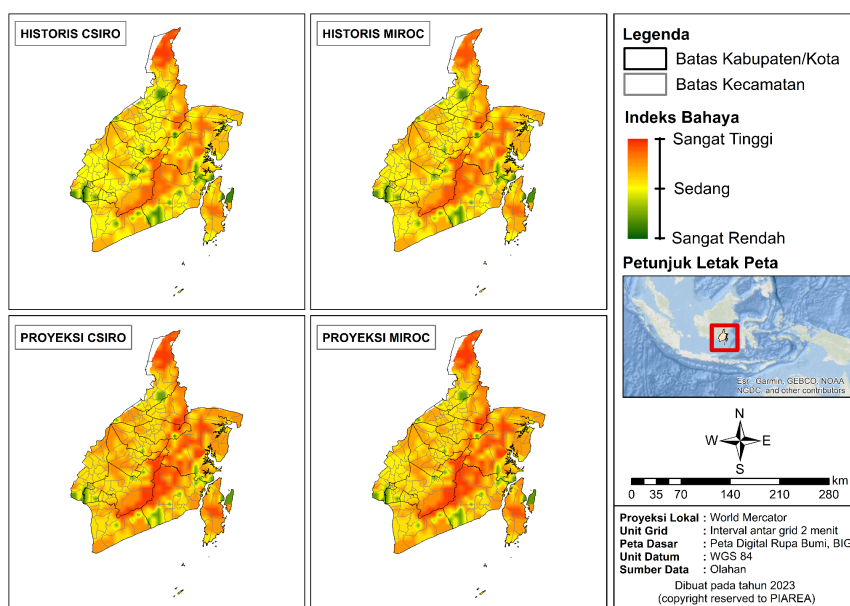 HISTORIS CSIRO
HISTORIS MIROC
PROYEKSI CSIRO
PROYEKSI MIROC
Legenda
Batas Kabupaten/Kota
Batas Kecamatan
Indeks Bahaya
Sangat Tinggi
Sedang
Sangat Rendah
Petunjuk Letak Peta
Esri, Garmin, GEBCO, NOAA
NGDC, and other contributors
N
W E
S
km
0 35 70 140 210 280
Proyeksi Lokal : World Mercator
Unit Grid : Interval antar grid 2 menit
Peta Dasar : Peta Digital Rupa Bumi, BIG
Unit Datum : WGS 84
Sumber Data : Olahan
Dibuat pada tahun 2023
(copyright reserved to PIAREA)